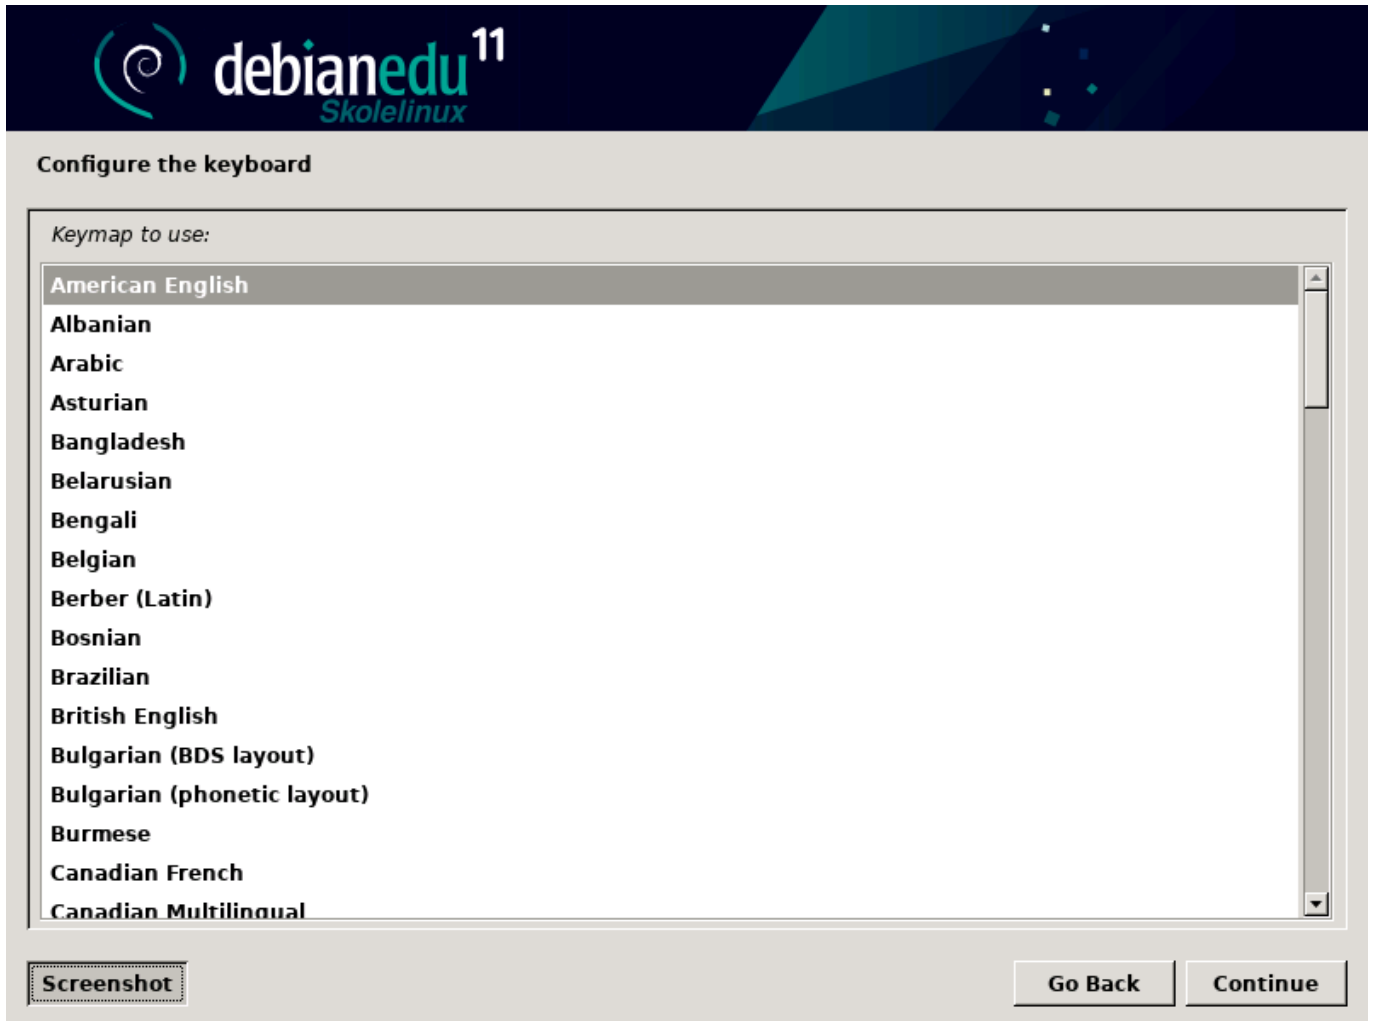 debianedu 11
Skolelinux
Configure the keyboard
Keymap to use:
American English
Albanian
Arabic
Asturian
Bangladesh
Belarusian
Bengali
Belgian
Berber (Latin)
Bosnian
Brazilian
British English
Bulgarian (BDS layout)
Bulgarian (phonetic layout)
Burmese
Canadian French
Canadian Multilingual
Screenshot
Go Back
Continue